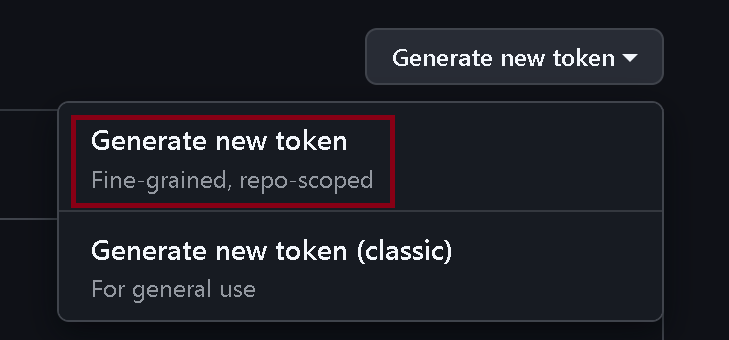 Generate new token
Generate new token
Fine-grained, repo-scoped
Generate new token (classic)
For general use